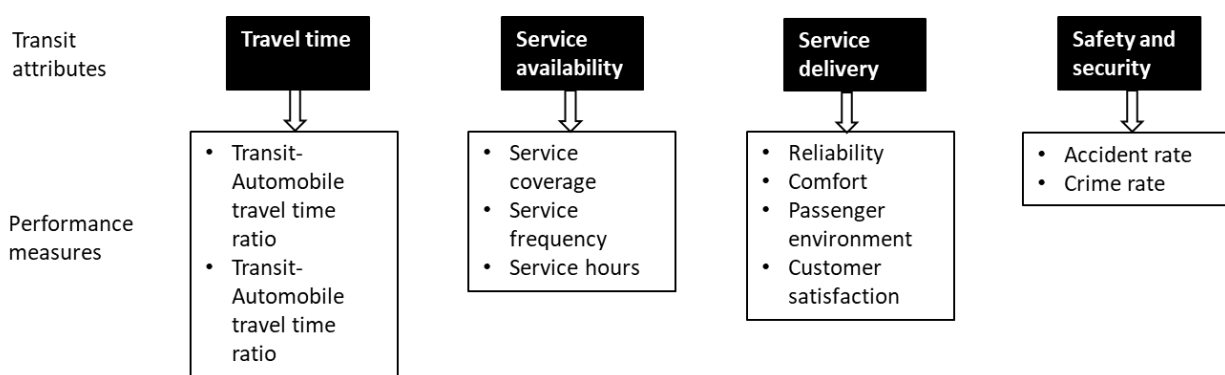 Transit
attributes
Travel time
Service
availability
Service
delivery
Safety and
security
Performance
measures
• Transit-
Automobile
travel time
ratio
• Transit-
Automobile
travel time
ratio
• Service
coverage
• Service
frequency
• Service hours
• Reliability
• Comfort
• Passenger
environment
• Customer
satisfaction
• Accident rate
• Crime rate